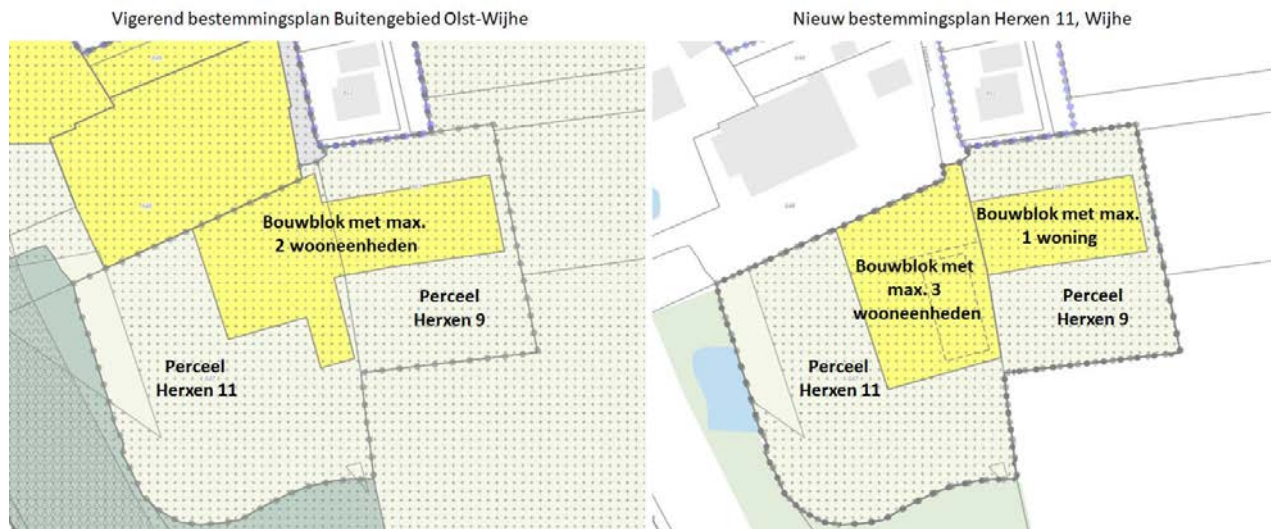 Vigerend bestemmingsplan Buitengebied Olst-Wijhe
Bouwblok met max.
2 wooneenheden
Perceel
Herxen 9
Perceel
Herxen 11
Nieuw bestemmingsplan Herxen 11, Wijhe
Bouwblok met max.
1 woning
Bouwblok met
max. 3
wooneenheden
Perceel
Herxen 9
Perceel
Herxen 11